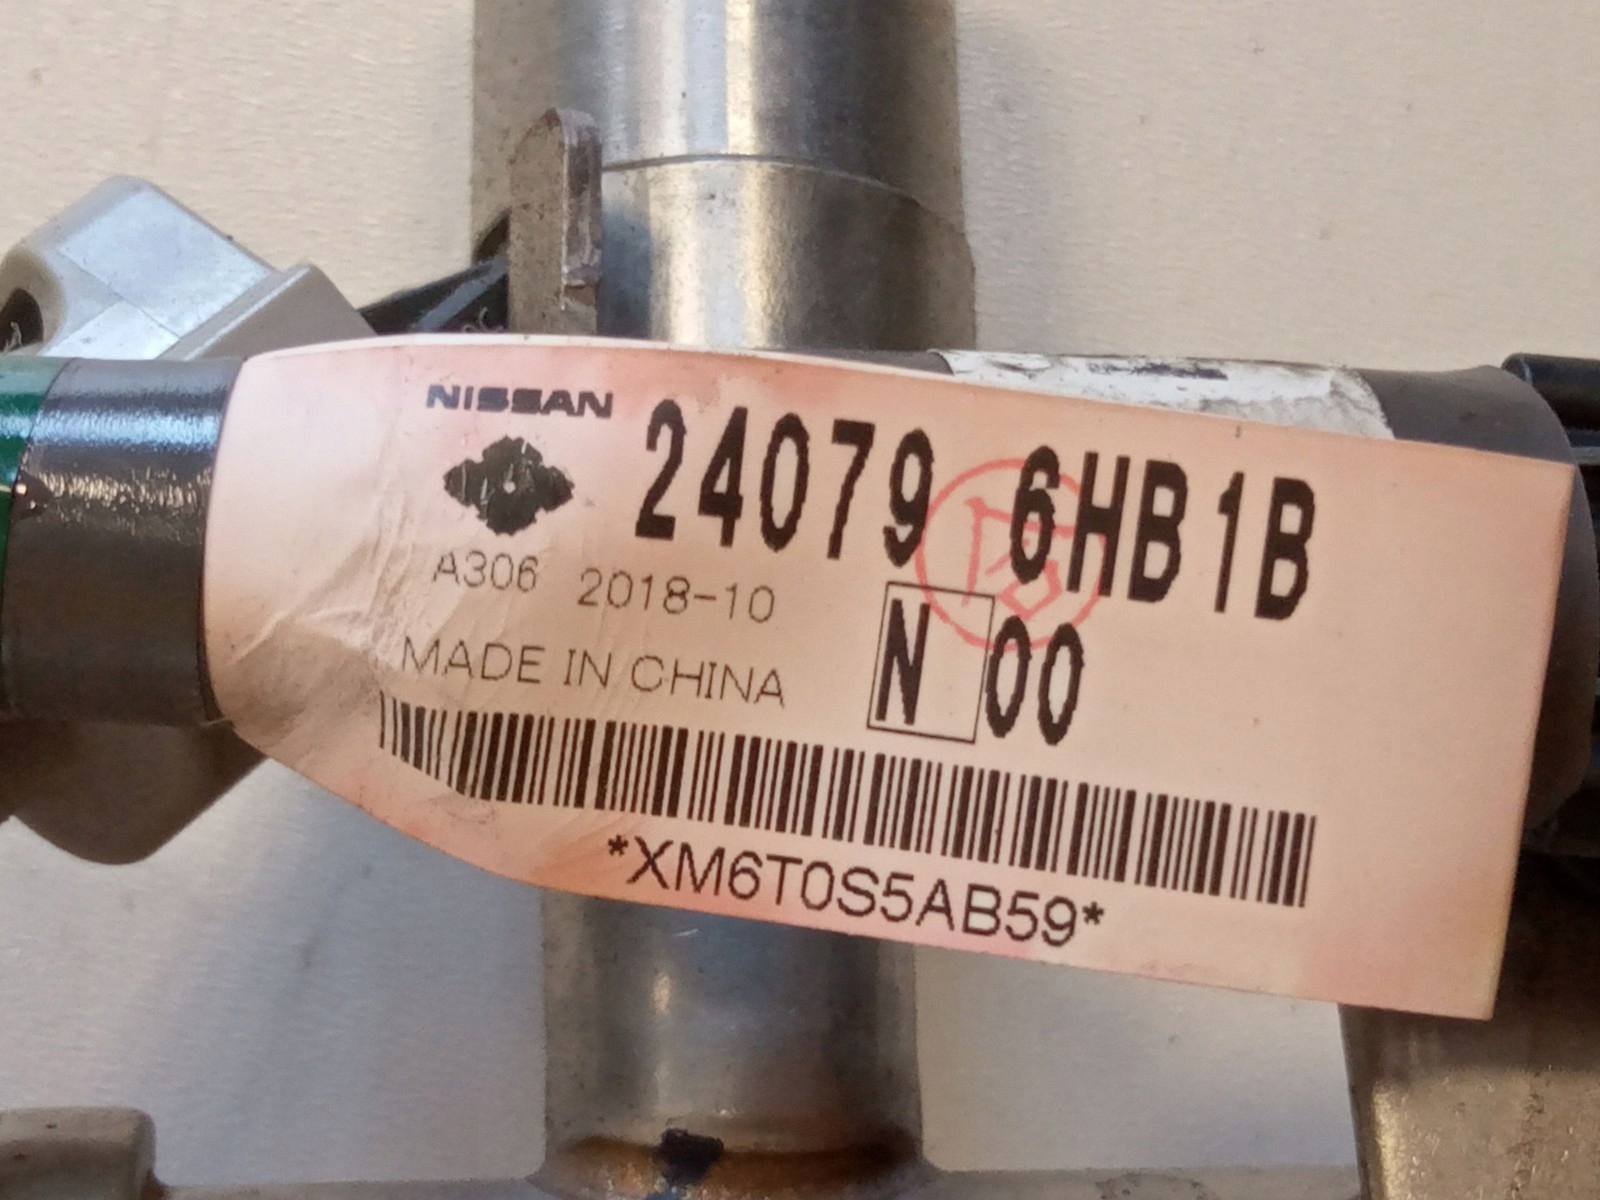 NISSAN
24079 6HB1B
A306 2018-10
N 00
MADE IN CHINA
*XM6T0S5AB59*